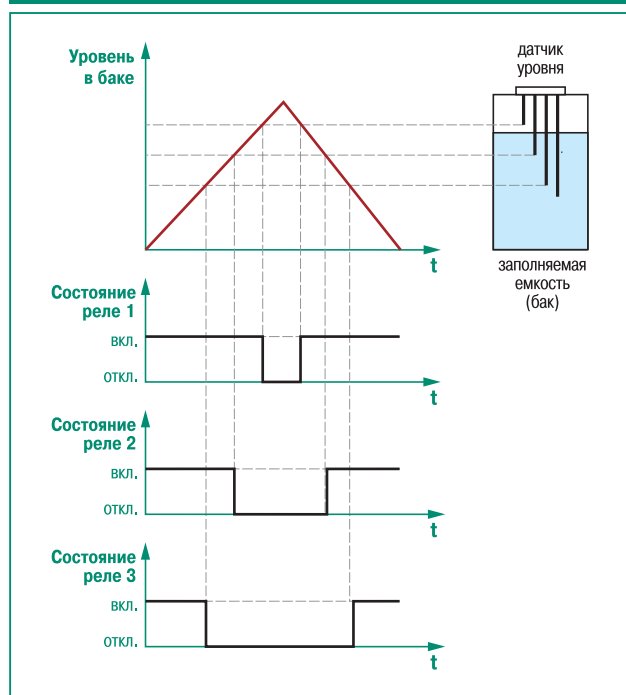 Уровень
в баке
t
датчик
уровня
заполняемая
емкость
(бак)
Состояние
реле 1
вкл.
откл.
t
Состояние
реле 2
вкл.
откл.
t
Состояние
реле 3
вкл.
откл.
t